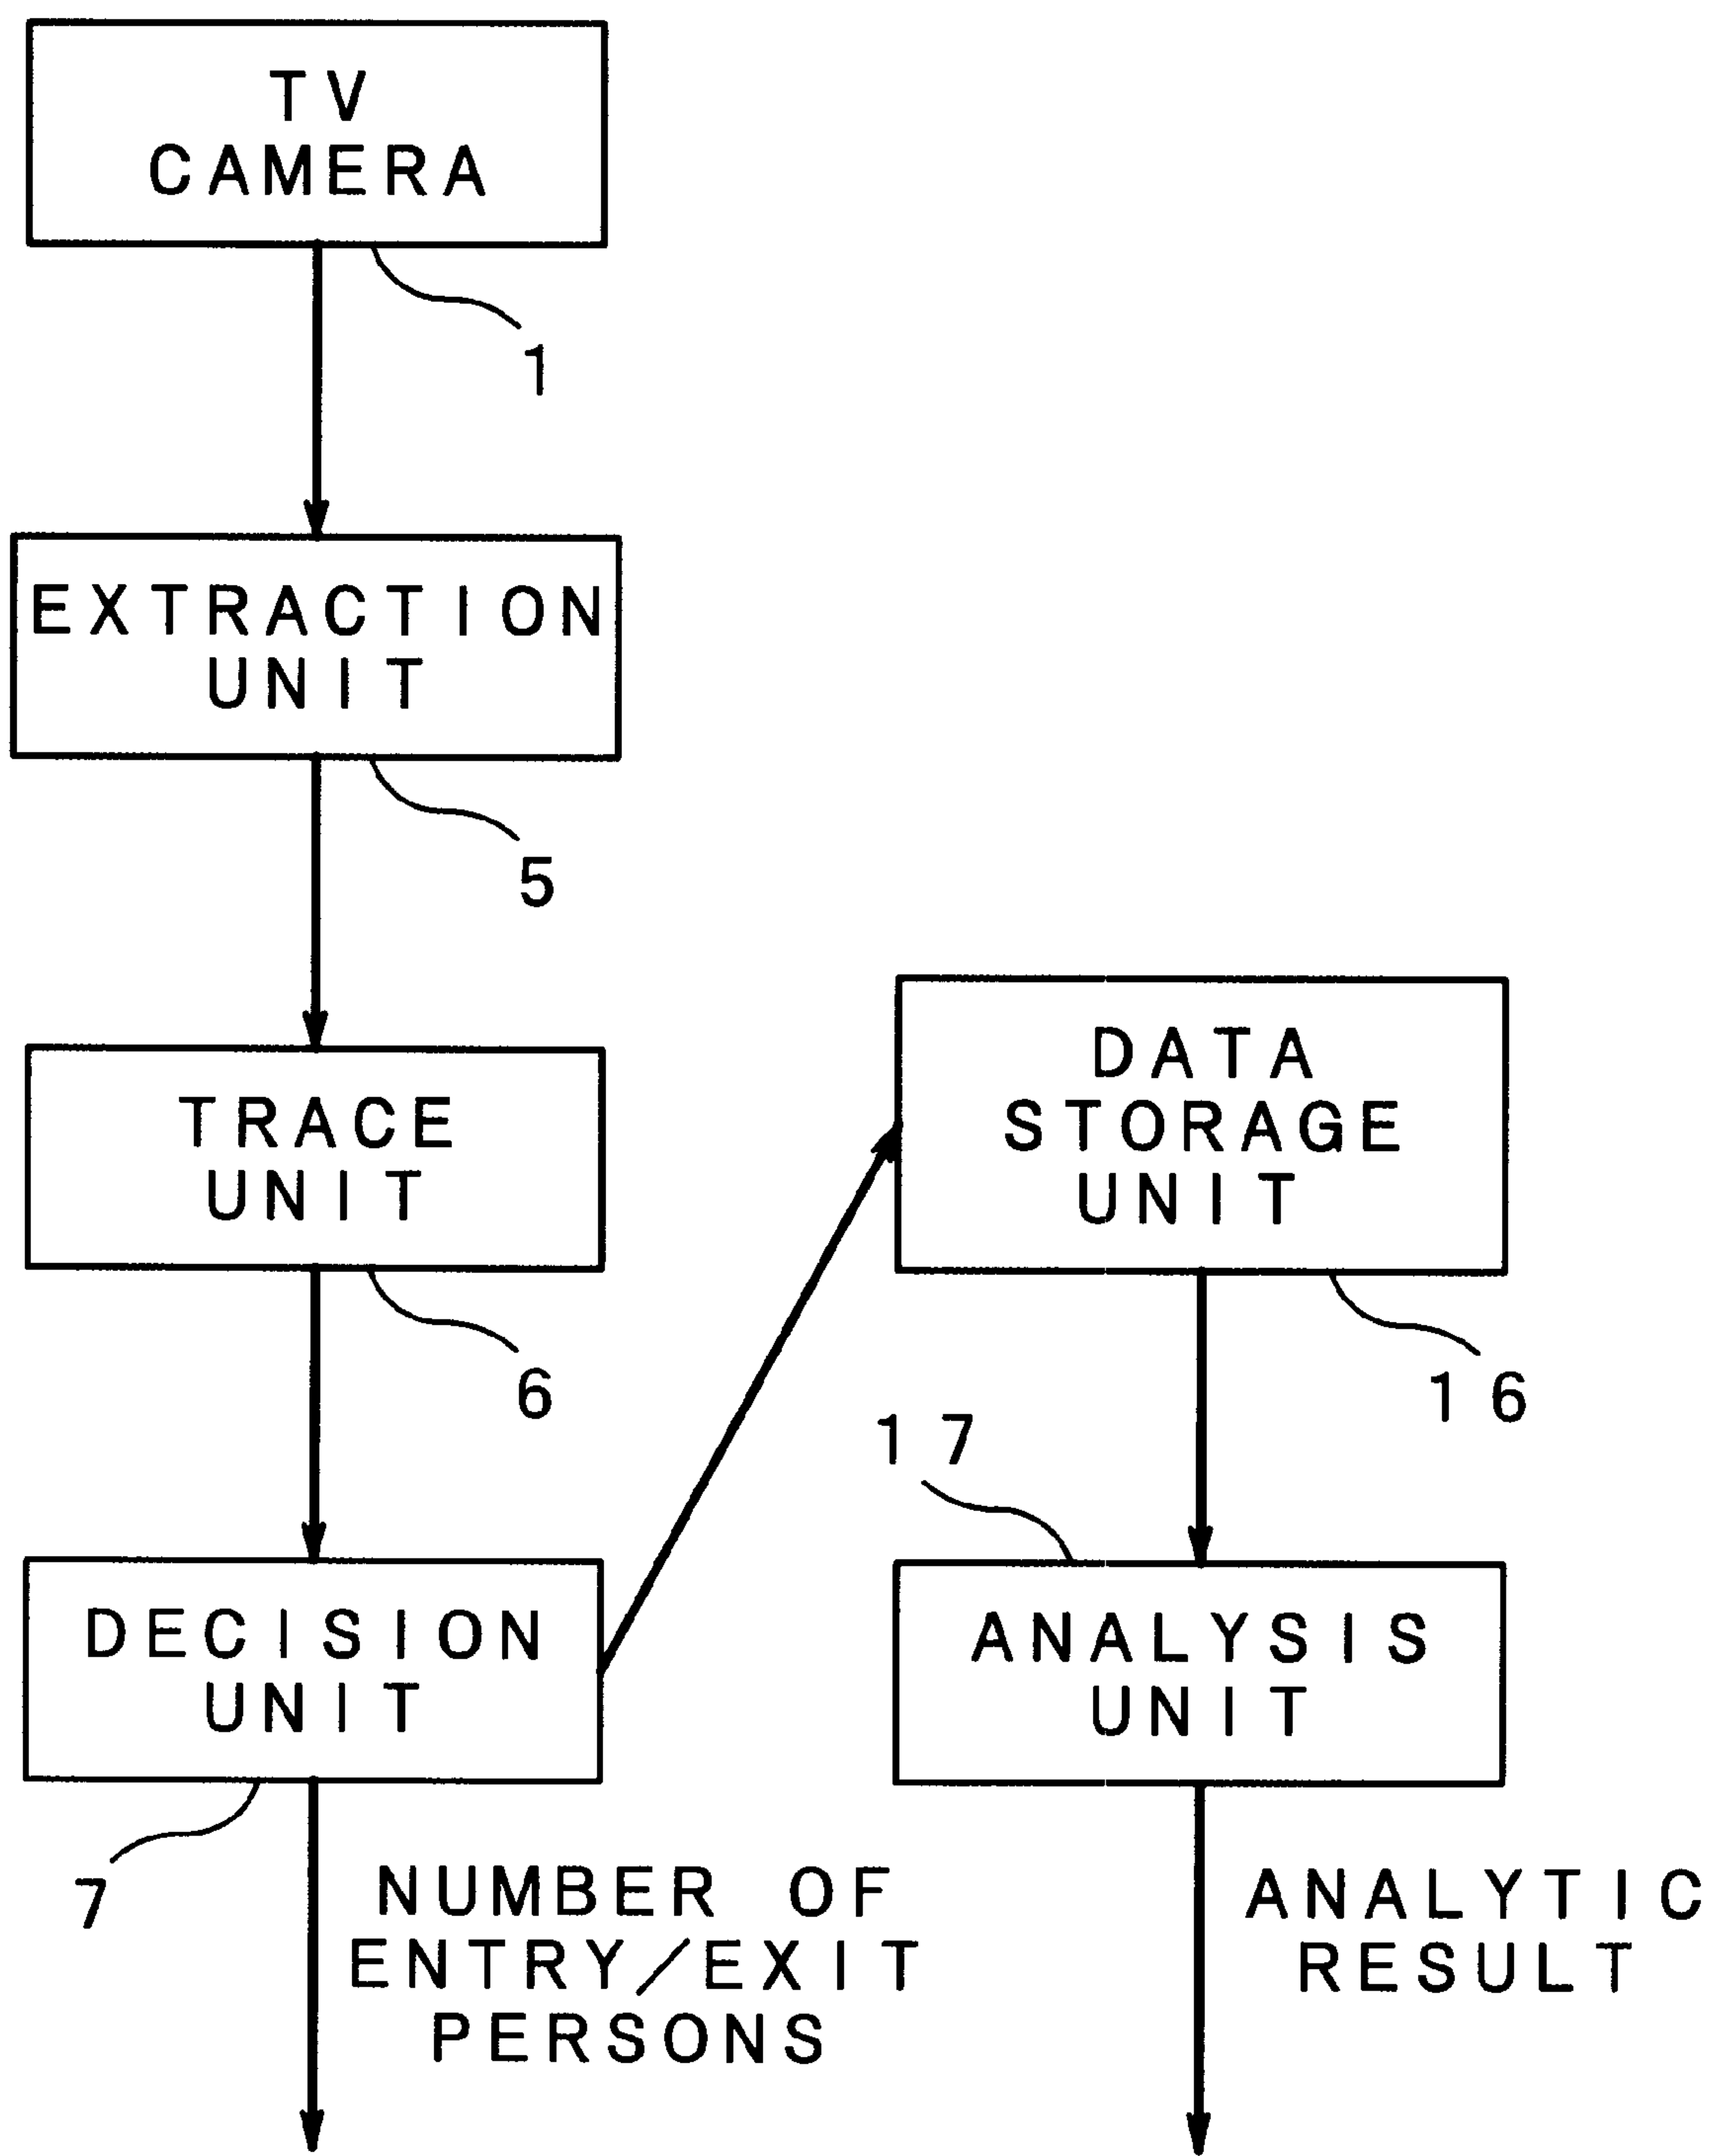 TV
CAMERA
1
EXTRACTION
UNIT
5
TRACE
UNIT
6
DECISION
UNIT
7
NUMBER OF
ENTRY/EXIT
PERSONS
DATA
STORAGE
UNIT
16
17
ANALYSIS
UNIT
ANALYTIC
RESULT